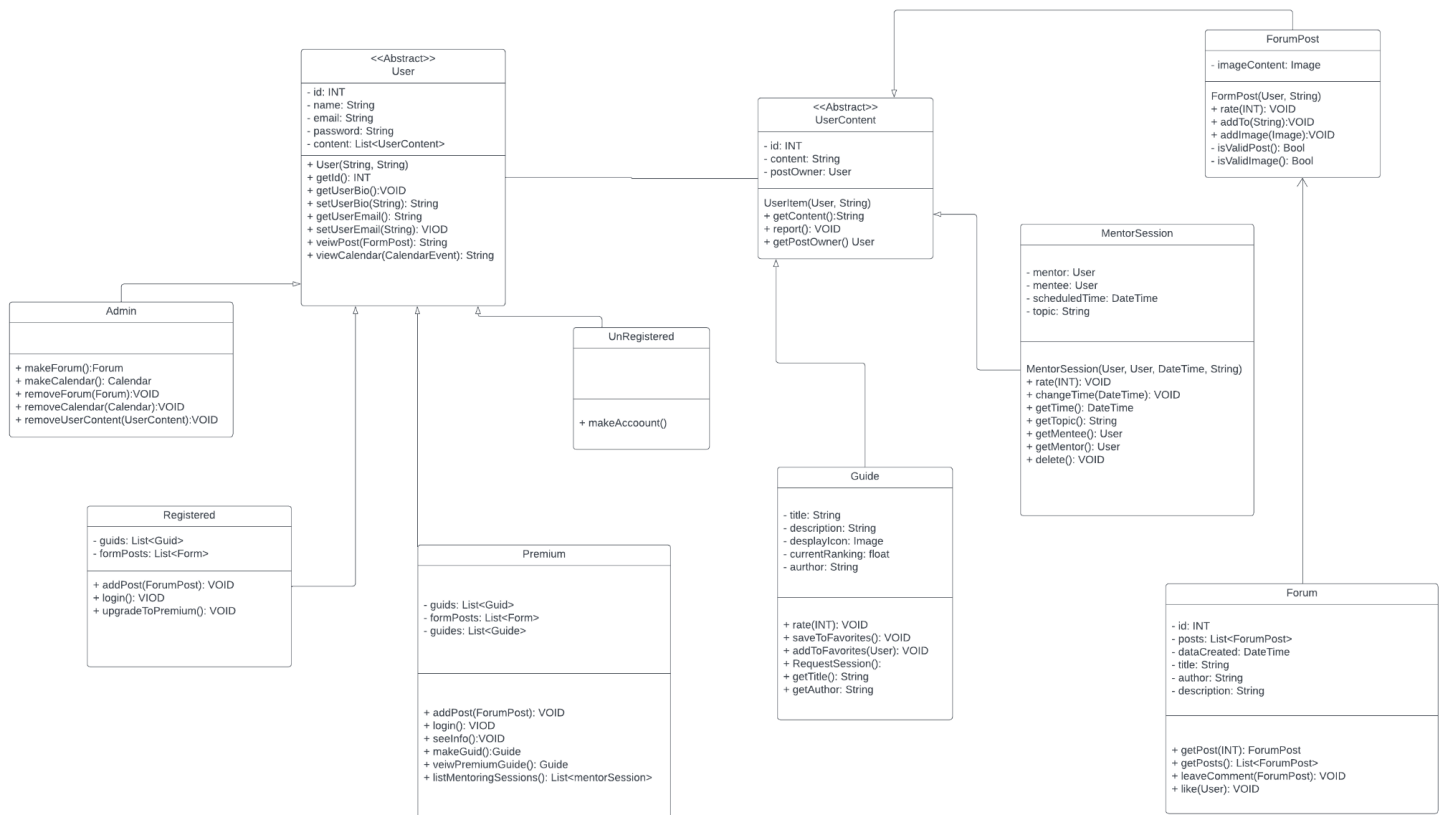 <<Abstract>>
User
- id: INT
- name: String
- email: String
- password: String
- content: List<UserContent>
+ User(String, String)
+ getId(): INT
+ getUserBio():VOID
+ setUserBio(String): String
+ getUserEmail(): String
+ setUserEmail(String): VIOD
+ veiwPost(FormPost): String
+ viewCalendar(CalendarEvent): String
<<Abstract>>
UserContent
- id: INT
- content: String
- postOwner: User
UserItem(User, String)
+ getContent():String
+ report(): VOID
+ getPostOwner() User
ForumPost
- imageContent: Image
FormPost(User, String)
+ rate(INT): VOID
+ addTo(String):VOID
+ addImage(Image):VOID
- isValidPost(): Bool
- isValidImage(): Bool
MentorSession
- mentor: User
- mentee: User
- scheduledTime: DateTime
- topic: String
MentorSession(User, User, DateTime, String)
+ rate(INT): VOID
+ changeTime(DateTime): VOID
+ getTime(): DateTime
+ getTopic(): String
+ getMentee(): User
+ getMentor(): User
+ delete(): VOID
Admin
+ makeForum():Forum
+ makeCalendar(): Calendar
+ removeForum(Forum):VOID
+ removeCalendar(Calendar):VOID
+ removeUserContent(UserContent):VOID
UnRegistered
+ makeAccoount()
Registered
- guids: List<Guid>
- formPosts: List<Form>
+ addPost(ForumPost): VOID
+ login(): VIOD
+ upgradeToPremium(): VOID
Premium
- guids: List<Guid>
- formPosts: List<Form>
- guides: List<Guide>
+ addPost(ForumPost): VOID
+ login(): VIOD
+ seeInfo():VOID
+ makeGuid():Guide
+ veiwPremiumGuide(): Guide
+ listMentoringSessions(): List<mentorSession>
Guide
- title: String
- description: String
- desplayIcon: Image
- currentRanking: float
- aurthor: String
+ rate(INT): VOID
+ saveToFavorites(): VOID
+ addToFavorites(User): VOID
+ RequestSession():
+ getTitle(): String
+ getAuthor: String
Forum
- id: INT
- posts: List<ForumPost>
- dataCreated: DateTime
- title: String
- author: String
- description: String
+ getPost(INT): ForumPost
+ getPosts(): List<ForumPost>
+ leaveComment(ForumPost): VOID
+ like(User): VOID